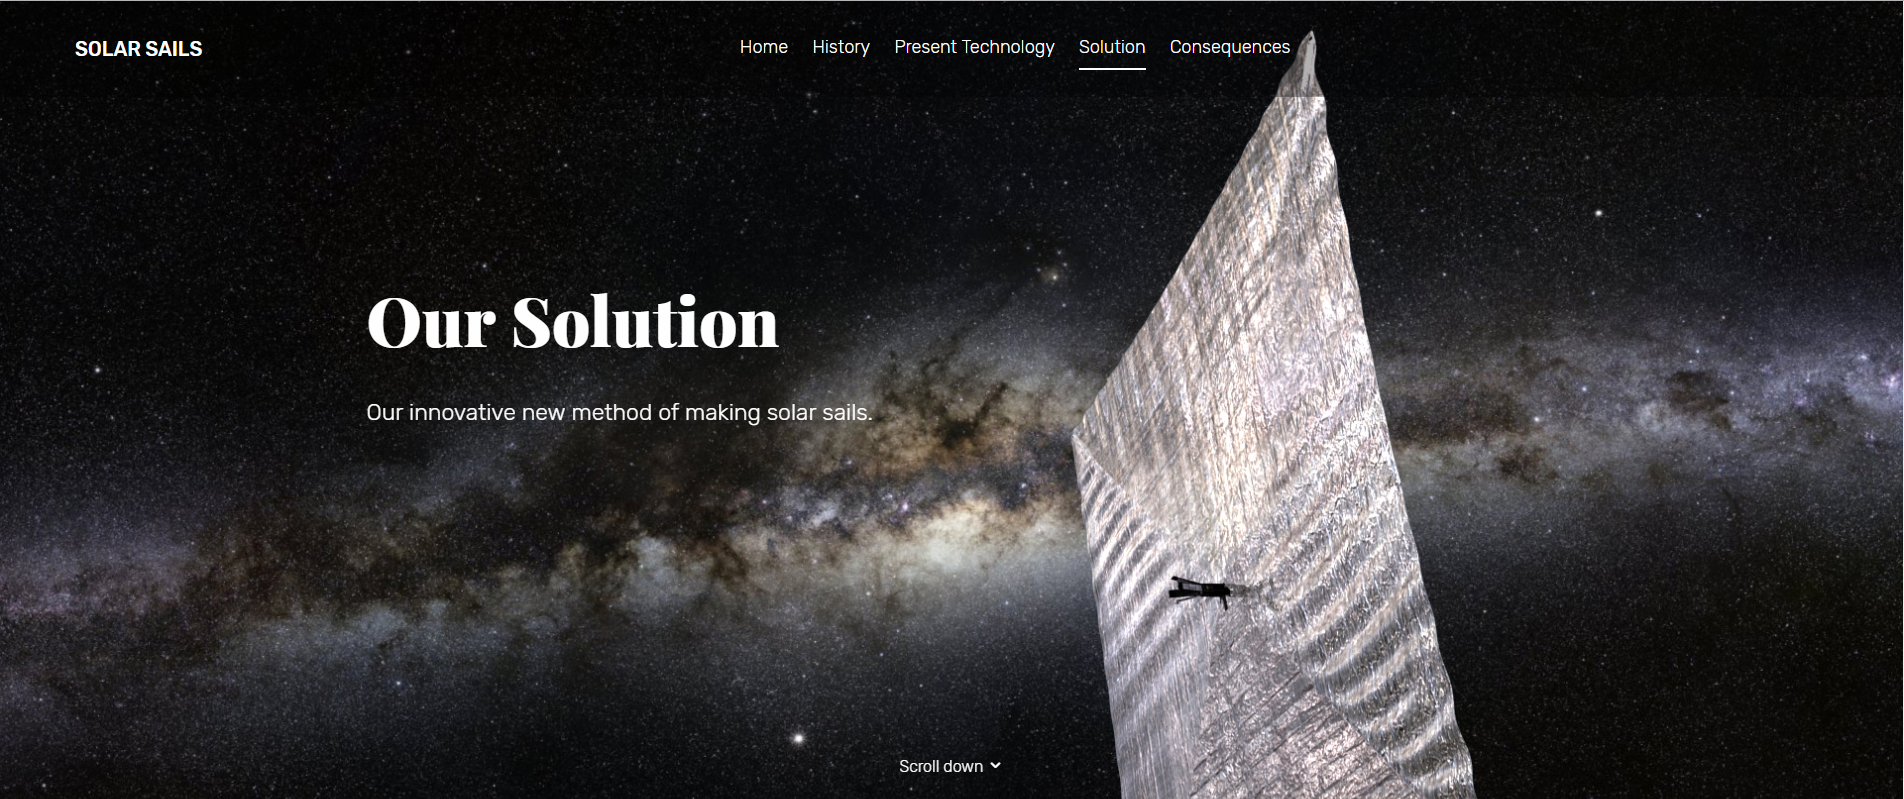 SOLAR SAILS
Home History Present Technology Solution Consequences
Our Solution
Our innovative new method of making solar sails.
Scroll down